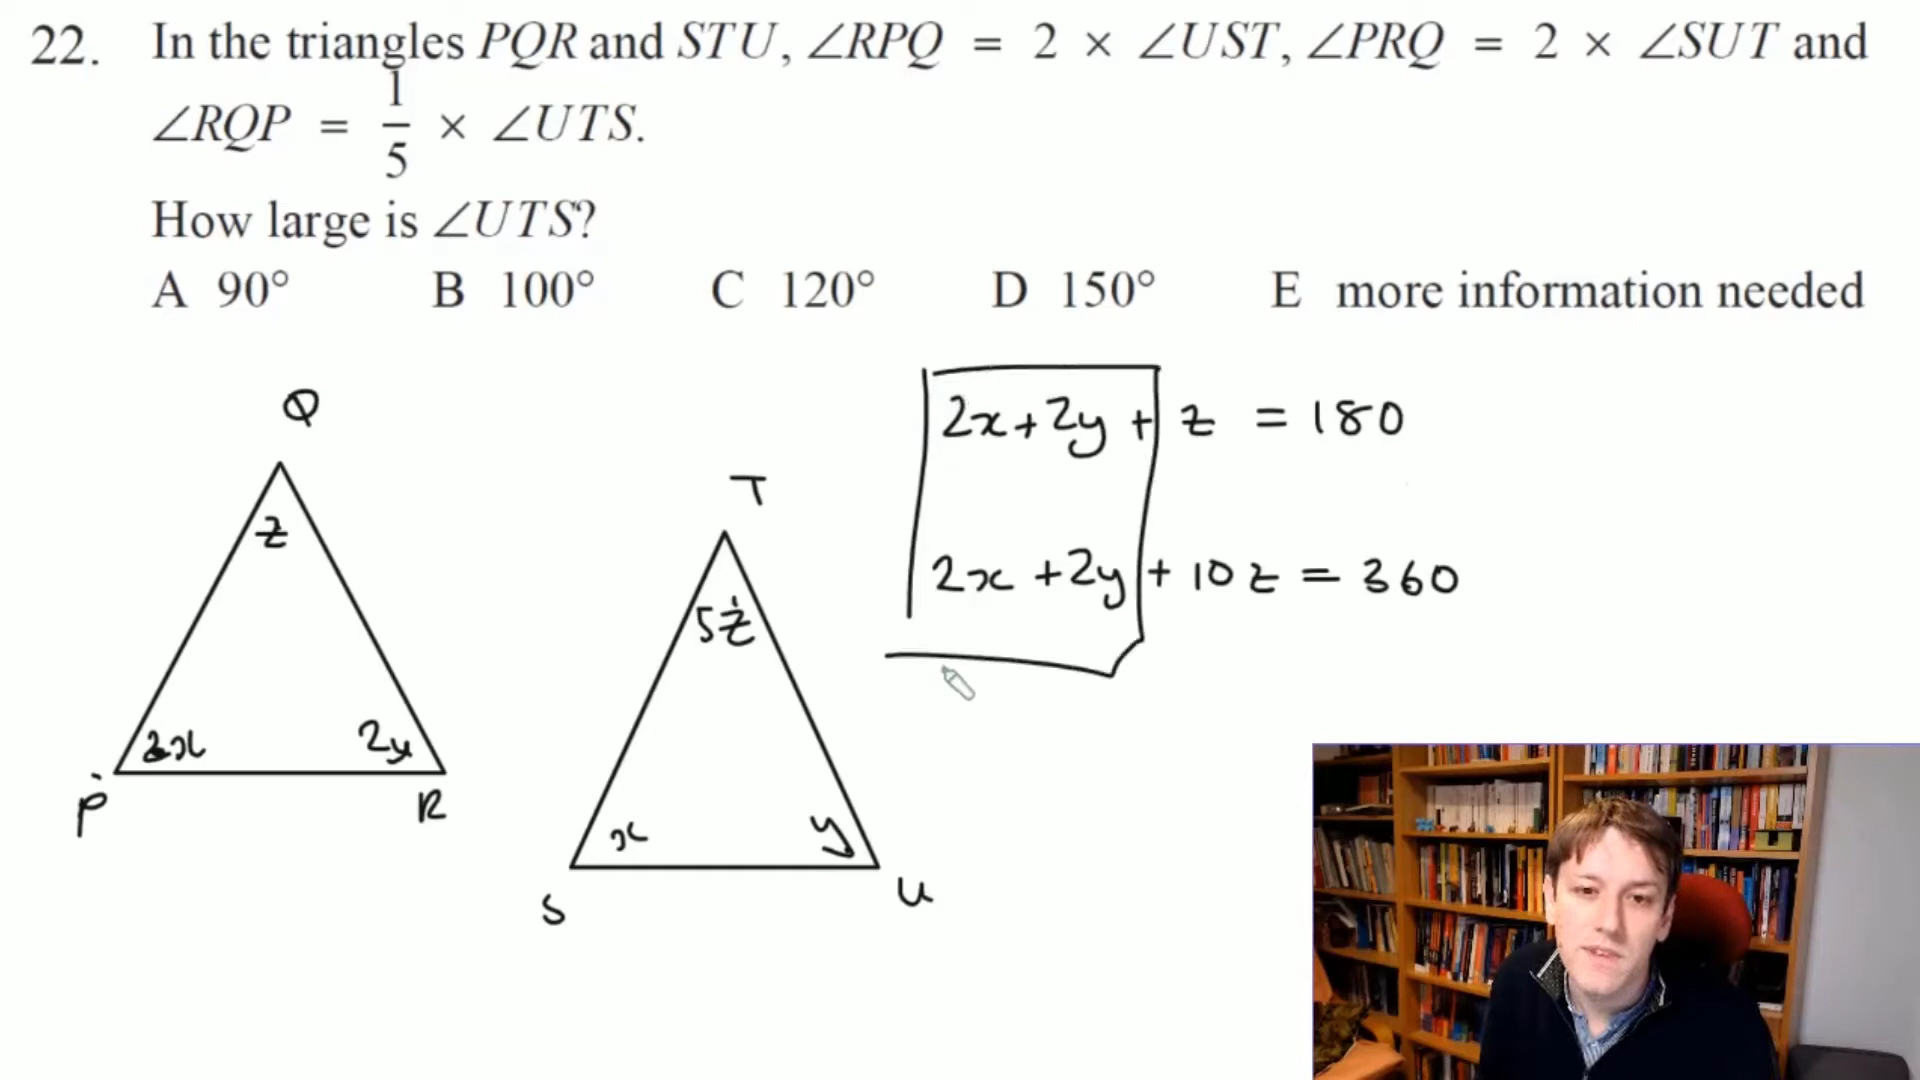 22. In the triangles PQR and STU, ∠RPQ = 2 × ∠UST, ∠PRQ = 2 × ∠SUT and
∠RQP = 1/5 × ∠UTS.
How large is ∠UTS?
A 90° B 100° C 120° D 150° E more information needed
2x+2y+ z = 180
Q
T
z
2x +2y + 10z = 360
5z
2x 2y
P R
x y
S U